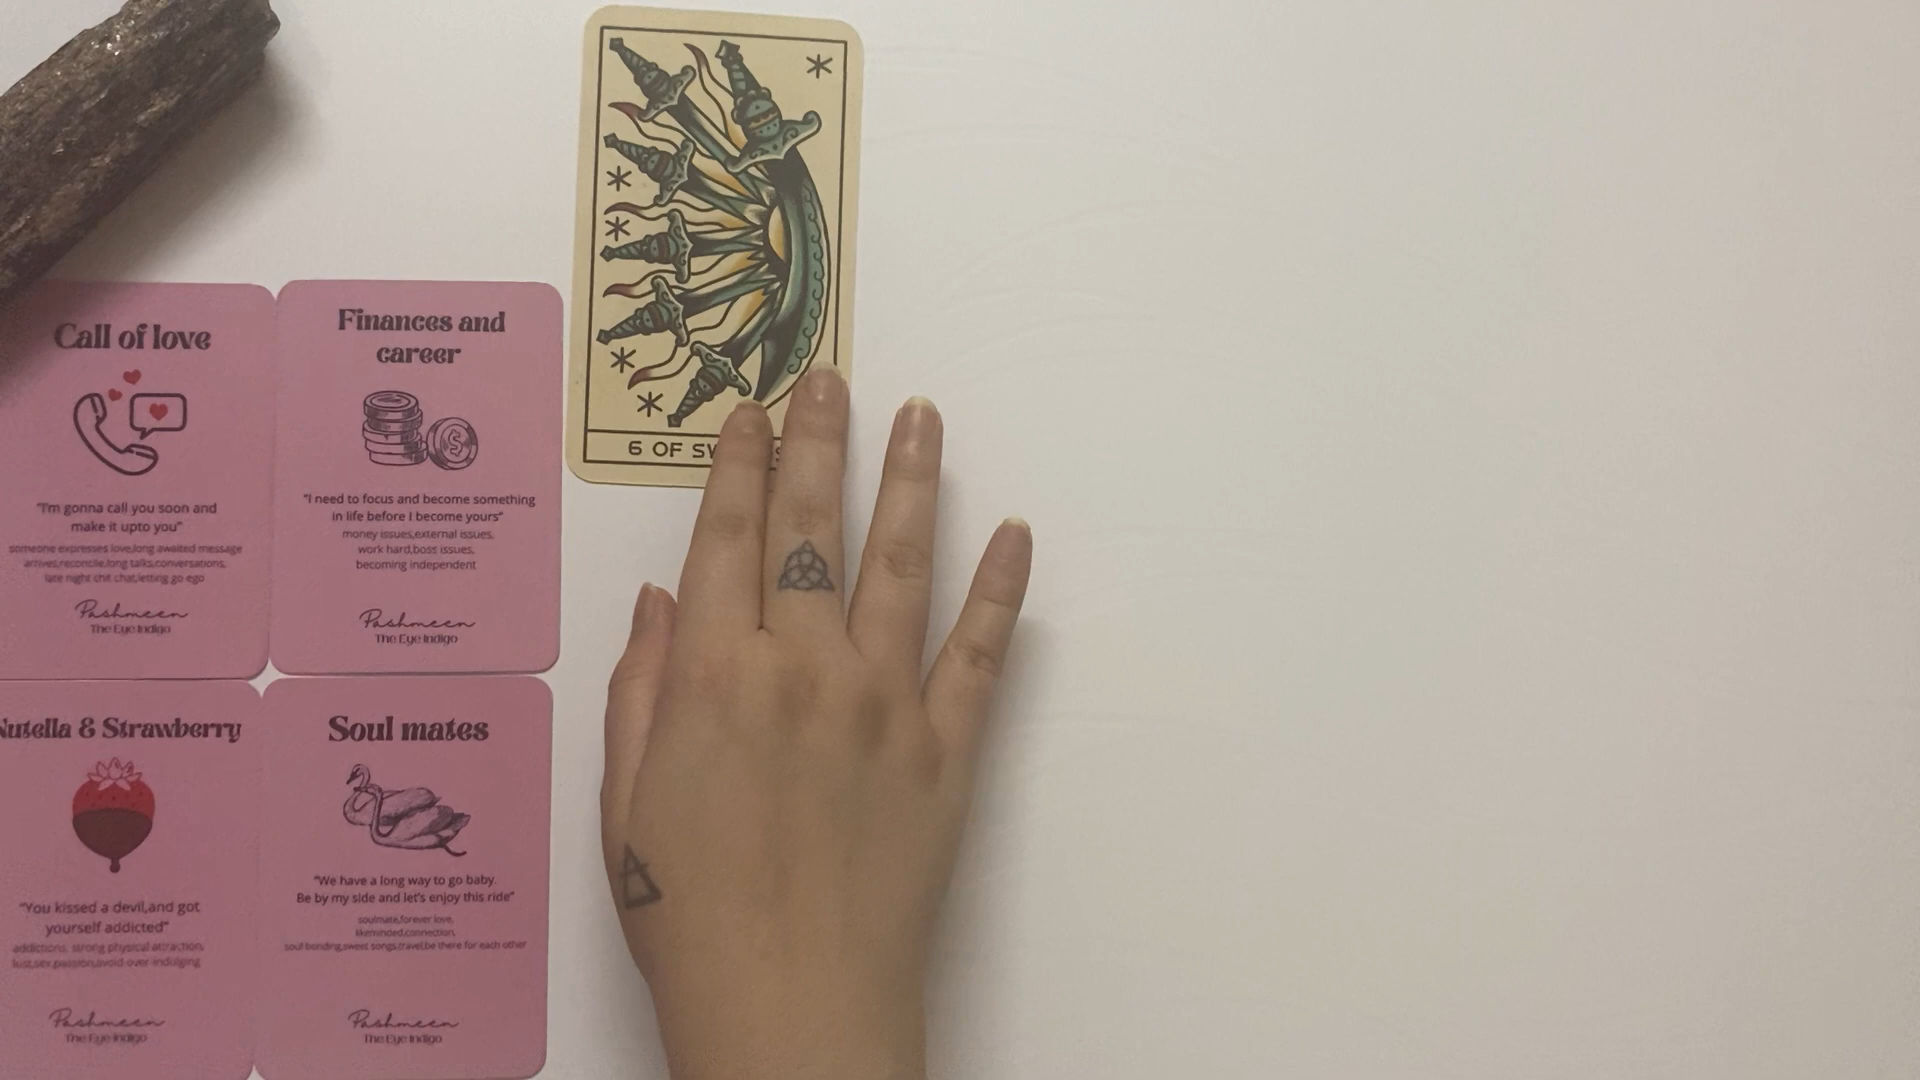 6 OF SW
Call of love
"I'm gonna call you soon and
make it upto you"
someone expresses love,long awaited message
arrives,reconcile,long talks,conversations,
late night chit chat,letting go ego
Pashmeen
The Eye Indigo
Finances and
career
"I need to focus and become something
in life before I become yours"
money issues,external issues,
work hard,boss issues,
becoming independent
Pashmeen
The Eye Indigo
Nutella & Strawberry
"You kissed a devil,and got
yourself addicted"
addictions, strong physical attraction,
lust,sex,passion,avoid over indulging
Pashmeen
The Eye Indigo
Soul mates
"We have a long way to go baby.
Be by my side and let's enjoy this ride"
soulmate,forever love,
likeminded,connection,
soul bonding,sweet songs,travel,be there for each other
Pashmeen
The Eye Indigo